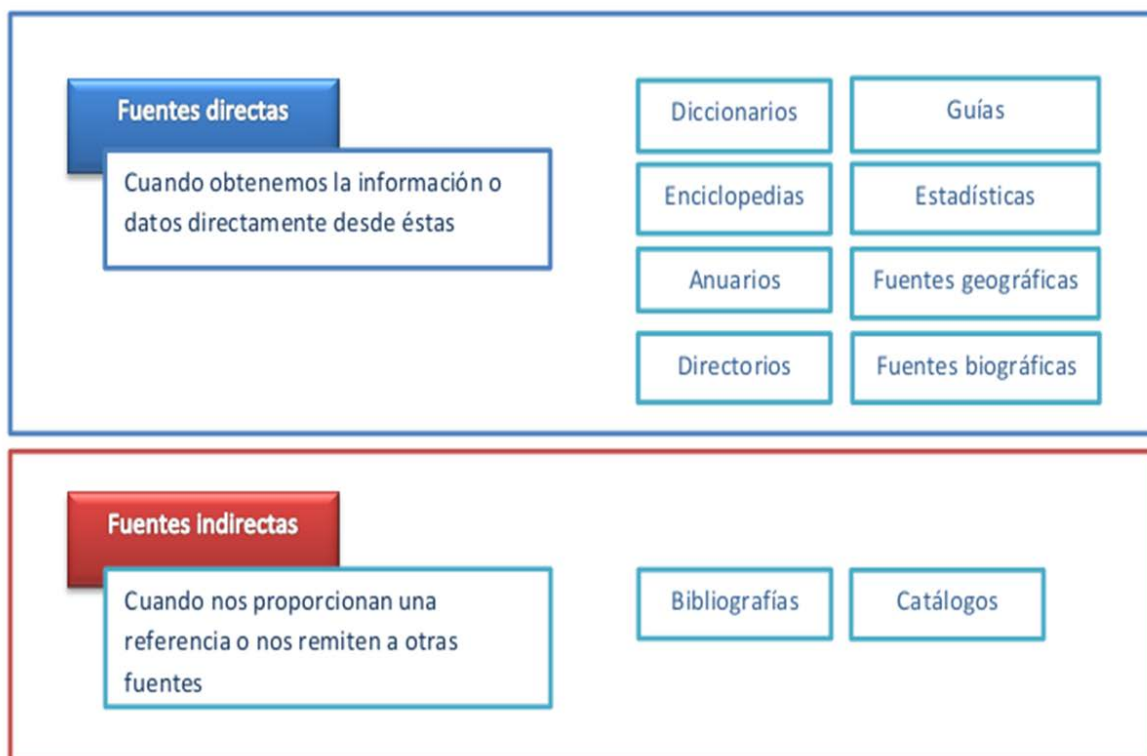 Fuentes directas
Cuando obtenemos la información o
datos directamente desde éstas
Diccionarios
Guías
Enciclopedias
Estadísticas
Anuarios
Fuentes geográficas
Directorios
Fuentes biográficas
Fuentes indirectas
Cuando nos proporcionan una
referencia o nos remiten a otras
fuentes
Bibliografías
Catálogos